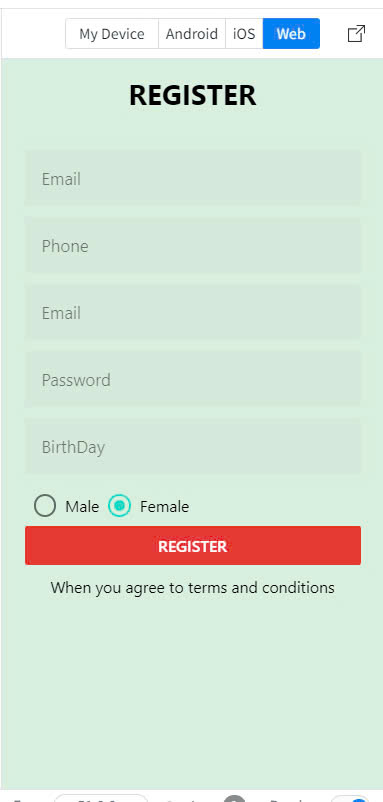 My Device Android iOS Web
REGISTER
Email
Phone
Email
Password
BirthDay
Male Female
REGISTER
When you agree to terms and conditions